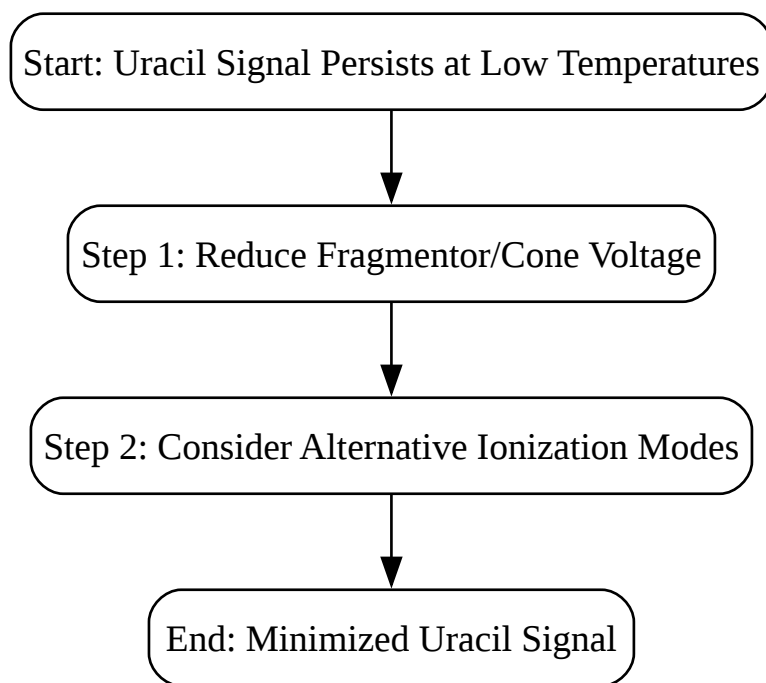 Start: Uracil Signal Persists at Low Temperatures
Step 1: Reduce Fragmentor/Cone Voltage
Step 2: Consider Alternative Ionization Modes
End: Minimized Uracil Signal